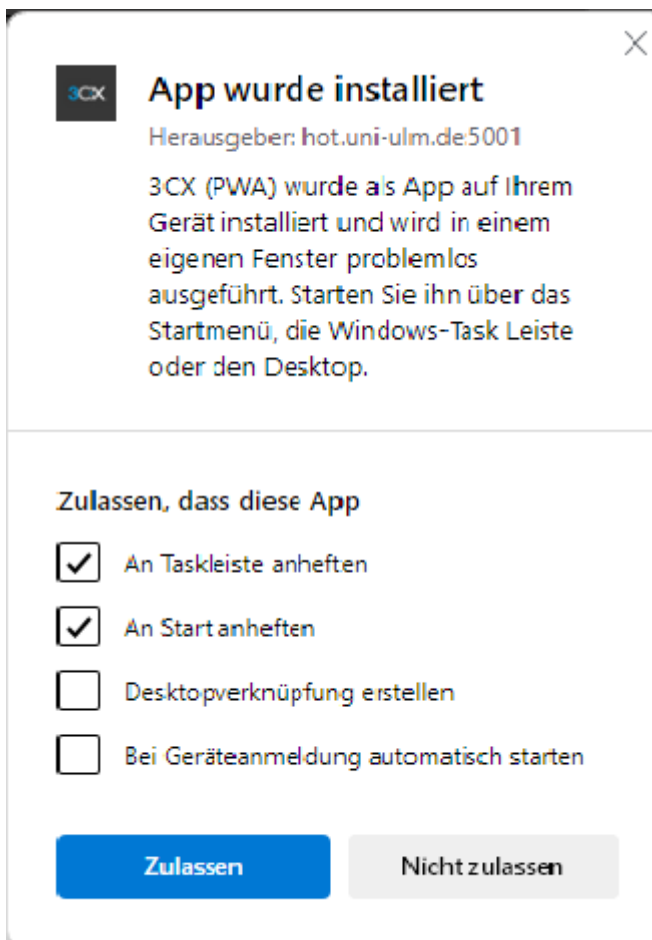 3CX
App wurde installiert
Herausgeber: hot.uni-ulm.de:5001
3CX (PWA) wurde als App auf Ihrem
Gerät installiert und wird in einem
eigenen Fenster problemlos
ausgeführt. Starten Sie ihn über das
Startmenü, die Windows-Task Leiste
oder den Desktop.
Zulassen, dass diese App
An Taskleiste anheften
An Start anheften
Desktopverknüpfung erstellen
Bei Geräteanmeldung automatisch starten
Zulassen
Nicht zulassen